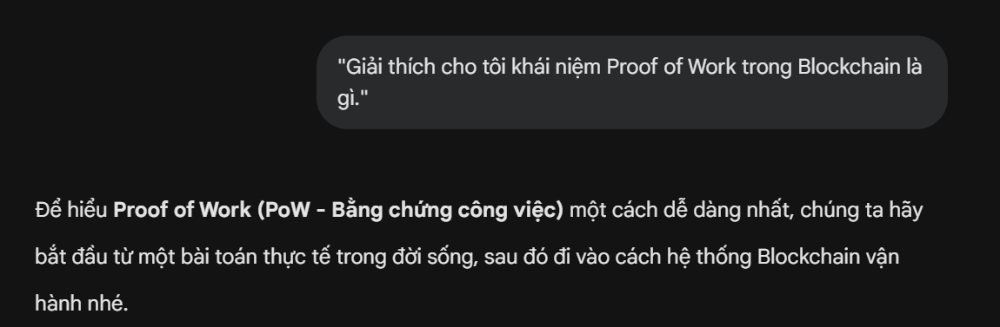 "Giải thích cho tôi khái niệm Proof of Work trong Blockchain là
gì."
Để hiểu Proof of Work (PoW - Bằng chứng công việc) một cách dễ dàng nhất, chúng ta hãy
bắt đầu từ một bài toán thực tế trong đời sống, sau đó đi vào cách hệ thống Blockchain vận
hành nhé.